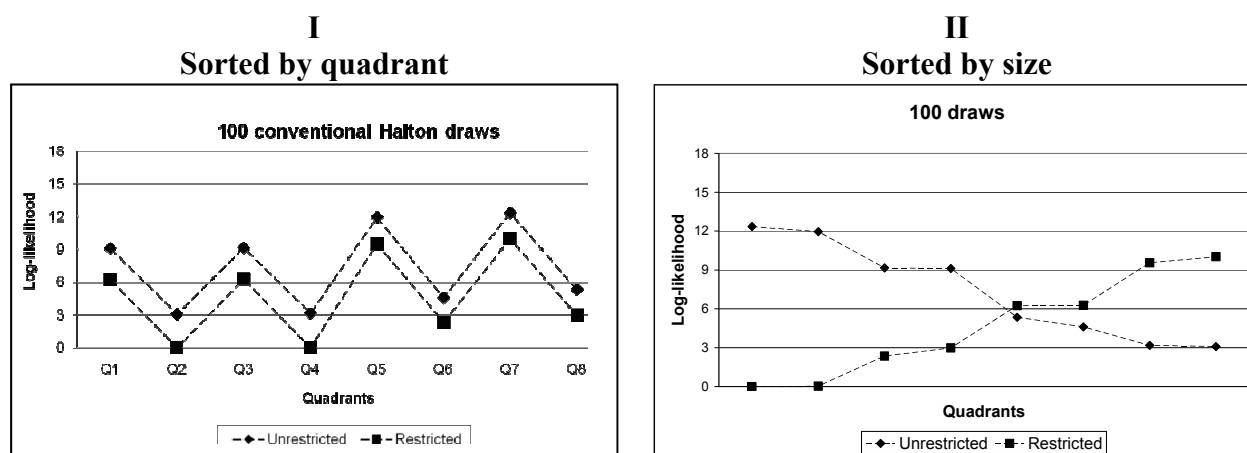 I
Sorted by quadrant
100 conventional Halton draws
Log-likelihood
18
15
12
9
6
3
0
Q1 Q2 Q3 Q4 Q5 Q6 Q7 Q8
Quadrants
Unrestricted Restricted
II
Sorted by size
100 draws
Log-likelihood
18
15
12
9
6
3
0
Quadrants
Unrestricted Restricted